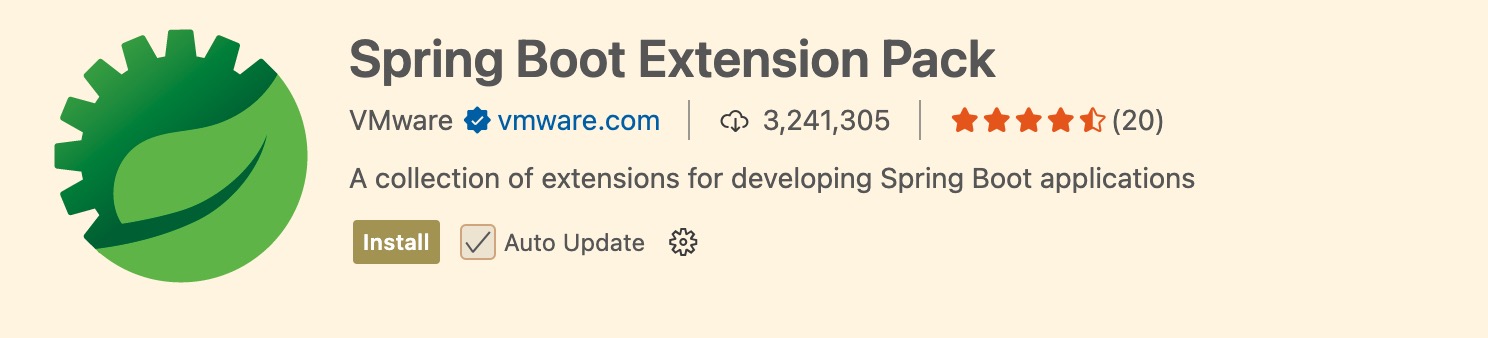 Spring Boot Extension Pack
VMware vmware.com 3,241,305 (20)
A collection of extensions for developing Spring Boot applications
Install Auto Update